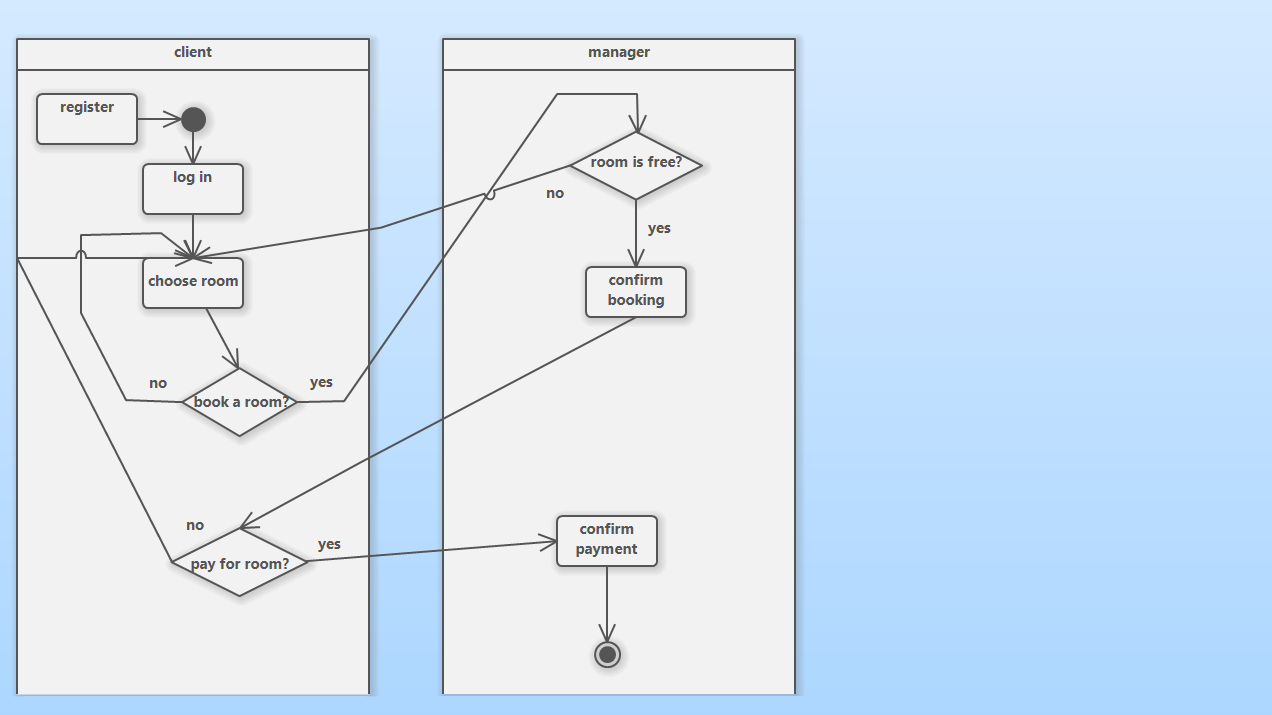 client
manager
register
room is free?
log in
no
yes
choose room
confirm
booking
no
yes
book a room?
no
yes
confirm
payment
pay for room?